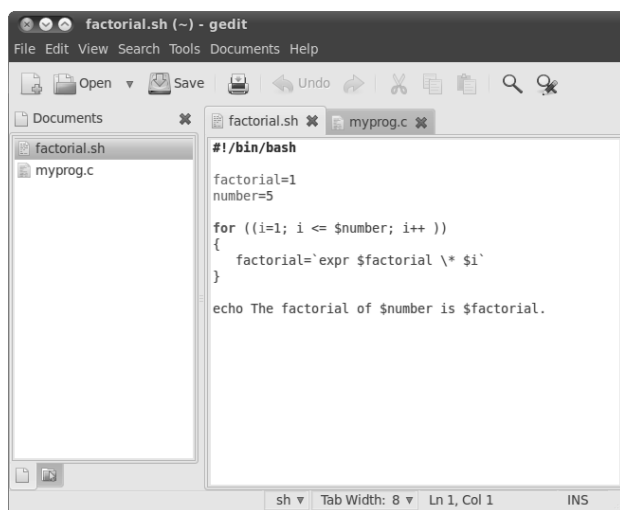 factorial.sh (~) - gedit
File Edit View Search Tools Documents Help
Open Save Undo
Documents
factorial.sh
myprog.c
factorial.sh myprog.c
#!/bin/bash
factorial=1
number=5
for ((i=1; i <= $number; i++ ))
{
factorial=`expr $factorial \* $i`
}
echo The factorial of $number is $factorial.
sh Tab Width: 8 Ln 1, Col 1 INS